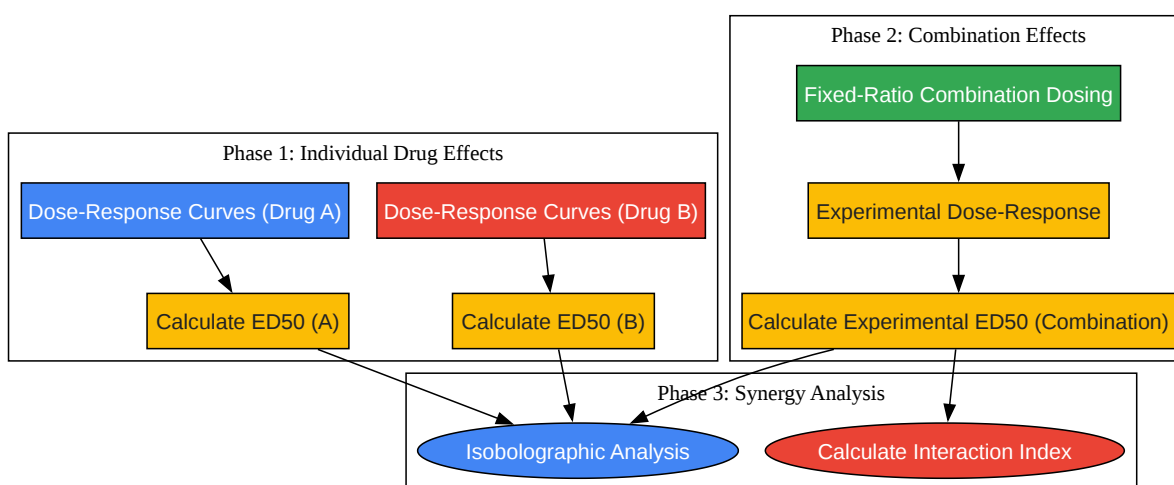 Phase 1: Individual Drug Effects
Dose-Response Curves (Drug A)
Dose-Response Curves (Drug B)
Calculate ED50 (A)
Calculate ED50 (B)
Phase 2: Combination Effects
Fixed-Ratio Combination Dosing
Experimental Dose-Response
Calculate Experimental ED50 (Combination)
Phase 3: Synergy Analysis
Isobolographic Analysis
Calculate Interaction Index